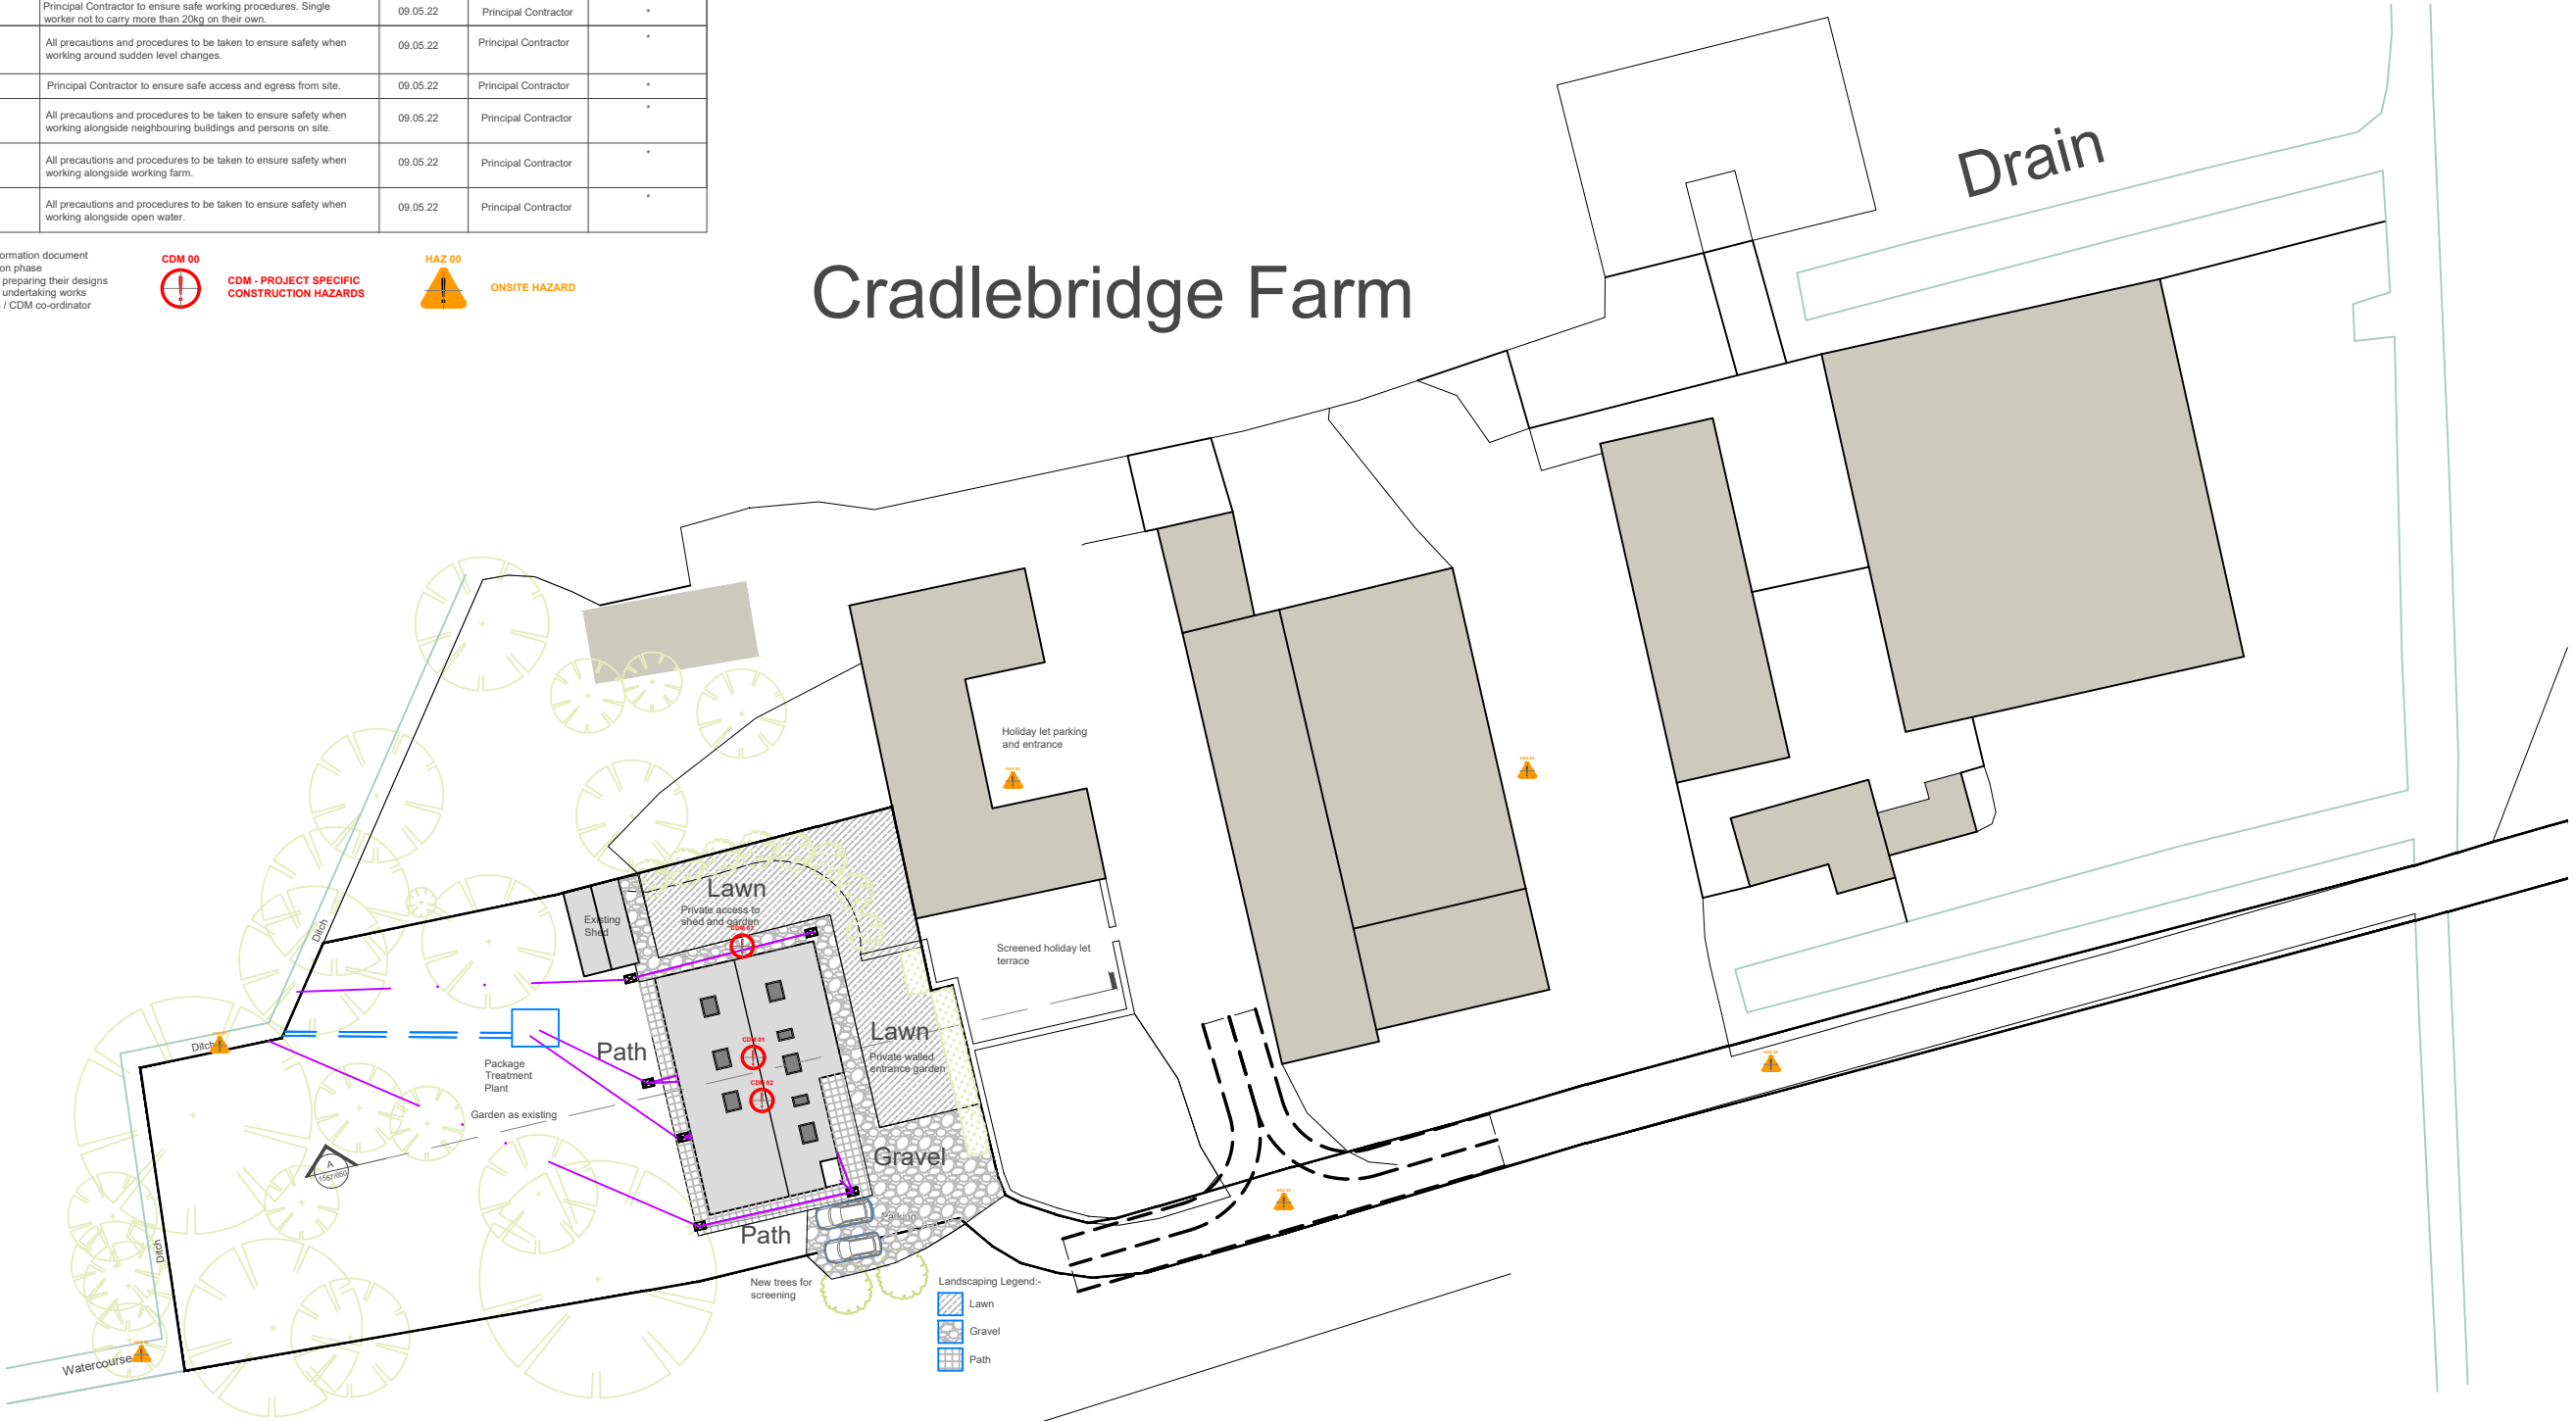 Principal Contractor to ensure safe working procedures. Single
worker not to carry more than 20kg on their own.
09.05.22
Principal Contractor
*
All precautions and procedures to be taken to ensure safety when
working around sudden level changes.
09.05.22
Principal Contractor
*
Principal Contractor to ensure safe access and egress from site.
09.05.22
Principal Contractor
*
All precautions and procedures to be taken to ensure safety when
working alongside neighbouring buildings and persons on site.
09.05.22
Principal Contractor
*
All precautions and procedures to be taken to ensure safety when
working alongside working farm.
09.05.22
Principal Contractor
*
All precautions and procedures to be taken to ensure safety when
working alongside open water.
09.05.22
Principal Contractor
*
ormation document
on phase
preparing their designs
undertaking works
/ CDM co-ordinator
CDM 00
CDM - PROJECT SPECIFIC
CONSTRUCTION HAZARDS
HAZ 00
ONSITE HAZARD
Cradlebridge Farm
Drain
Holiday let parking
and entrance
Lawn
Private access to
shed and garden
CDM 03
Existing
Shed
Ditch
Screened holiday let
terrace
Lawn
Private walled
entrance garden
CDM 01
CDM 02
Path
Ditch
Package
Treatment
Plant
Garden as existing
A
1557/050
Gravel
Parking
Path
Ditch
New trees for
screening
Watercourse
Landscaping Legend:-
Lawn
Gravel
Path